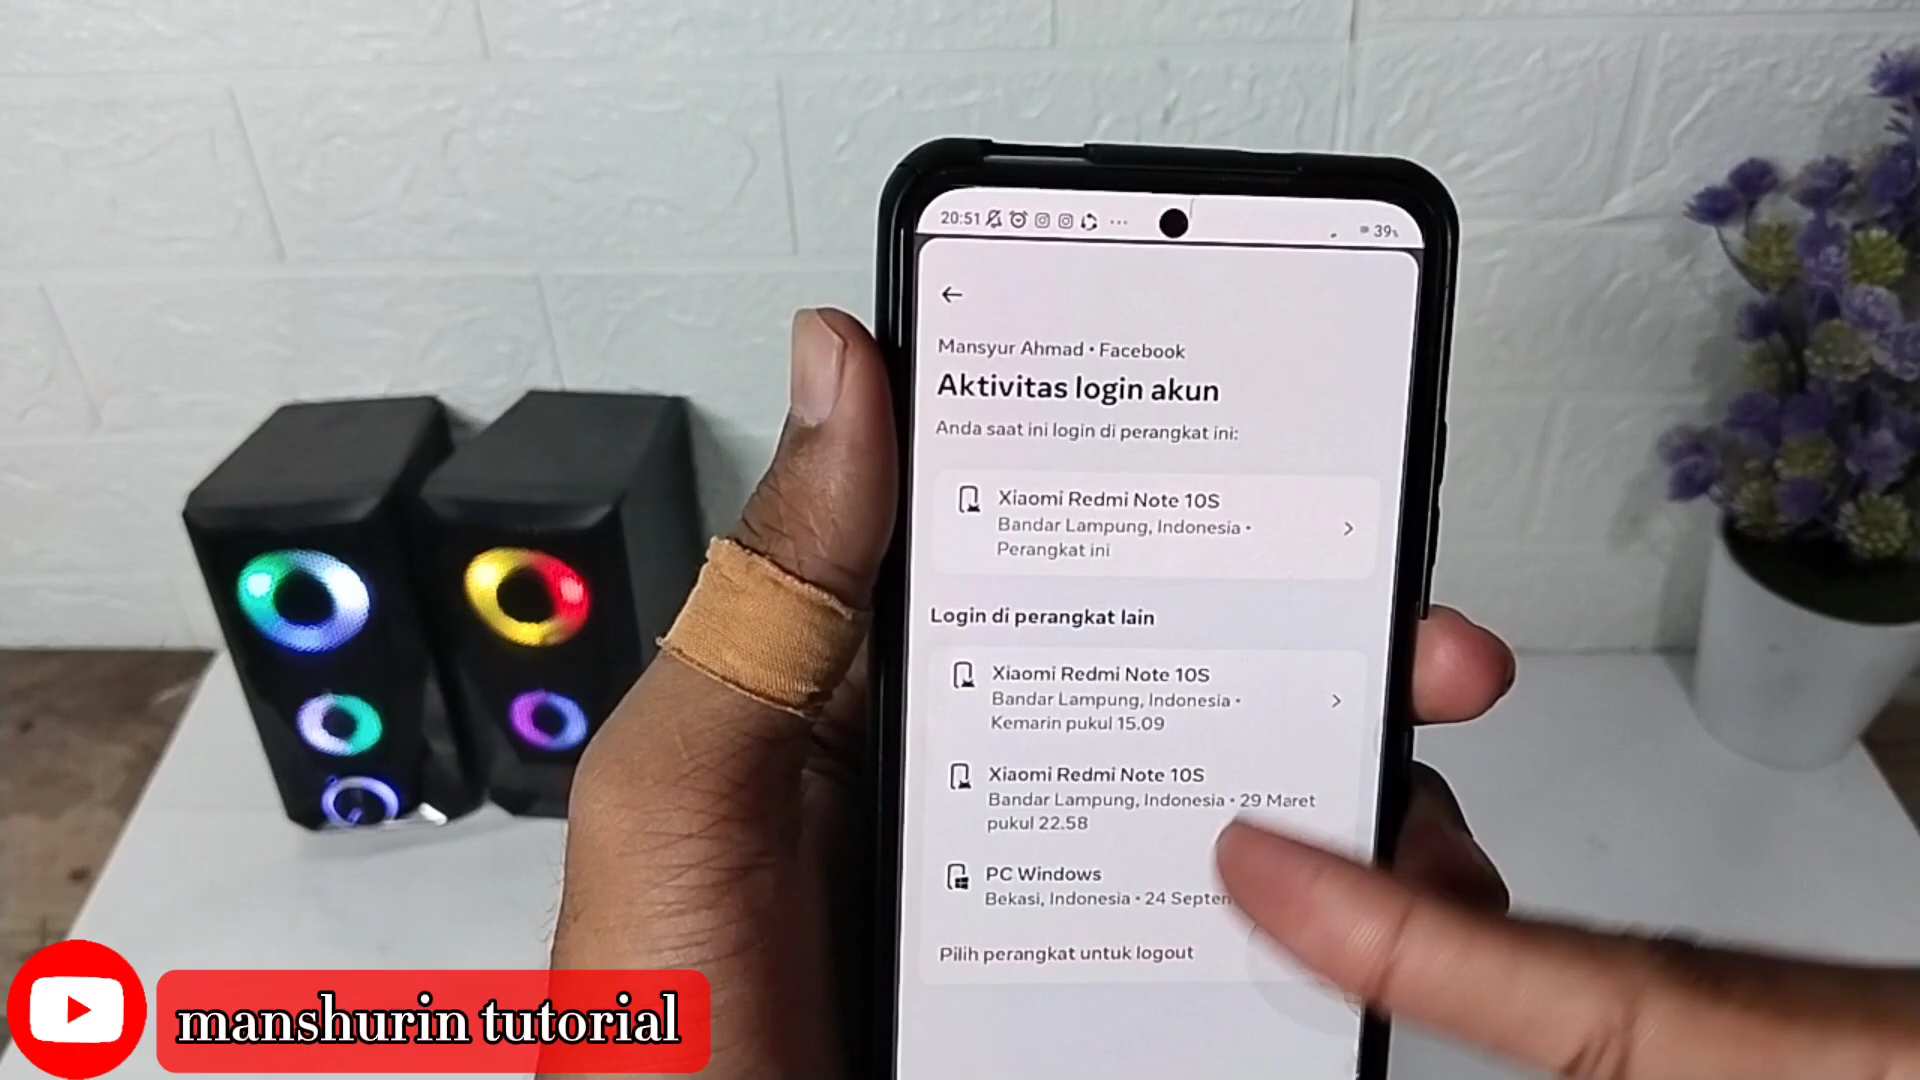 20:51
39%
Mansyur Ahmad • Facebook
Aktivitas login akun
Anda saat ini login di perangkat ini:
Xiaomi Redmi Note 10S
Bandar Lampung, Indonesia •
Perangkat ini
Login di perangkat lain
Xiaomi Redmi Note 10S
Bandar Lampung, Indonesia •
Kemarin pukul 15.09
Xiaomi Redmi Note 10S
Bandar Lampung, Indonesia • 29 Maret
pukul 22.58
PC Windows
Bekasi, Indonesia • 24
Pilih perangkat untuk logout
manshurin tutorial